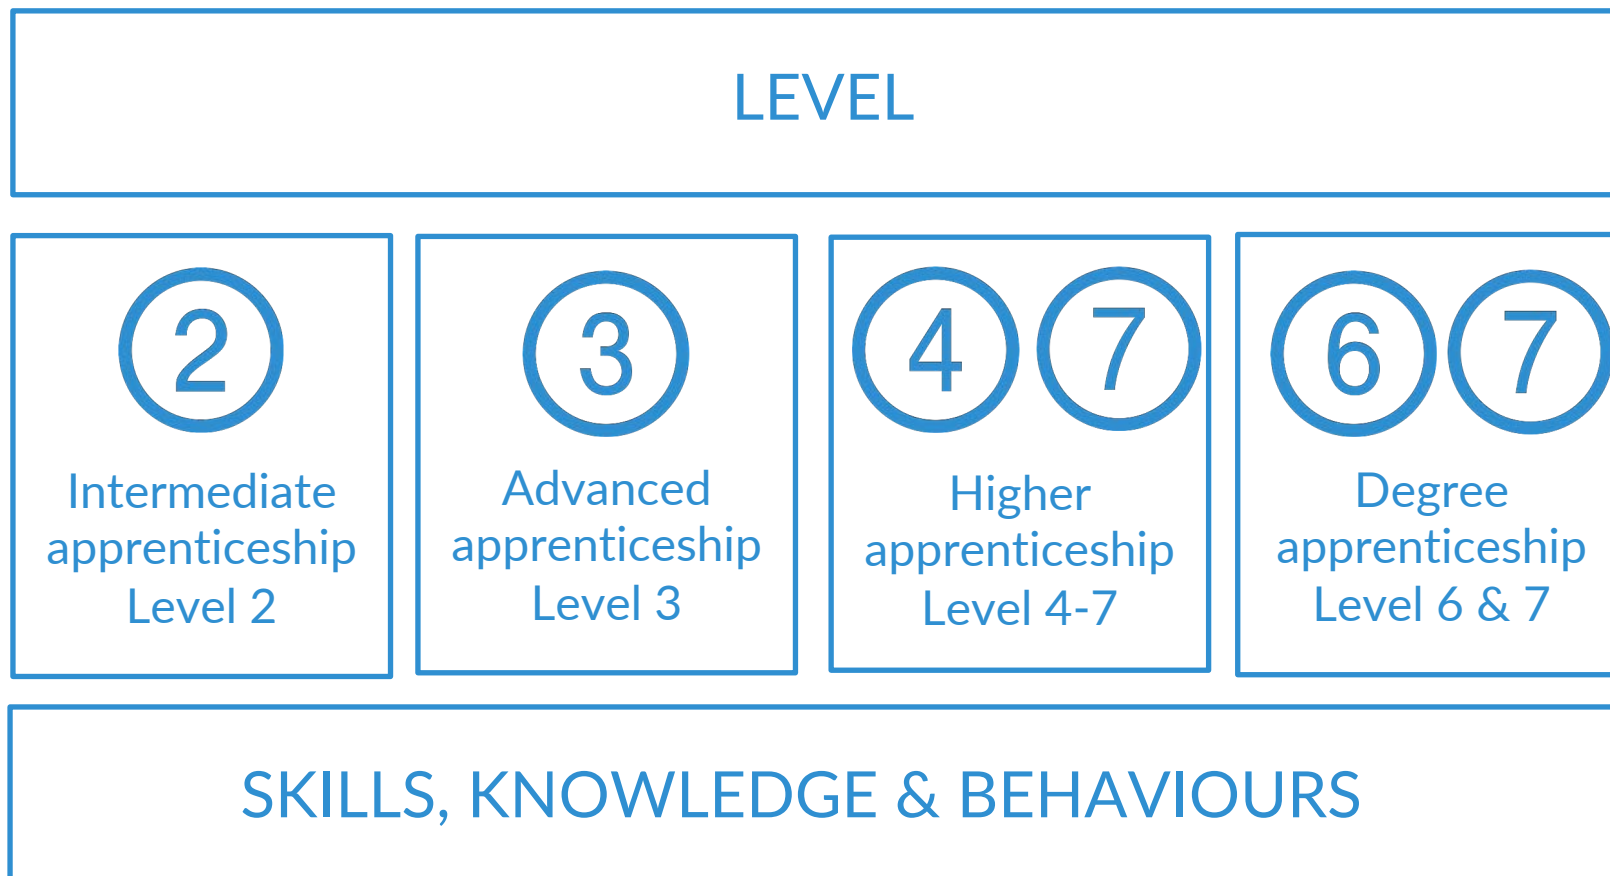 LEVEL
2
Intermediate
apprenticeship
Level 2
3
Advanced
apprenticeship
Level 3
4 7
Higher
apprenticeship
Level 4-7
6 7
Degree
apprenticeship
Level 6 & 7
SKILLS, KNOWLEDGE & BEHAVIOURS